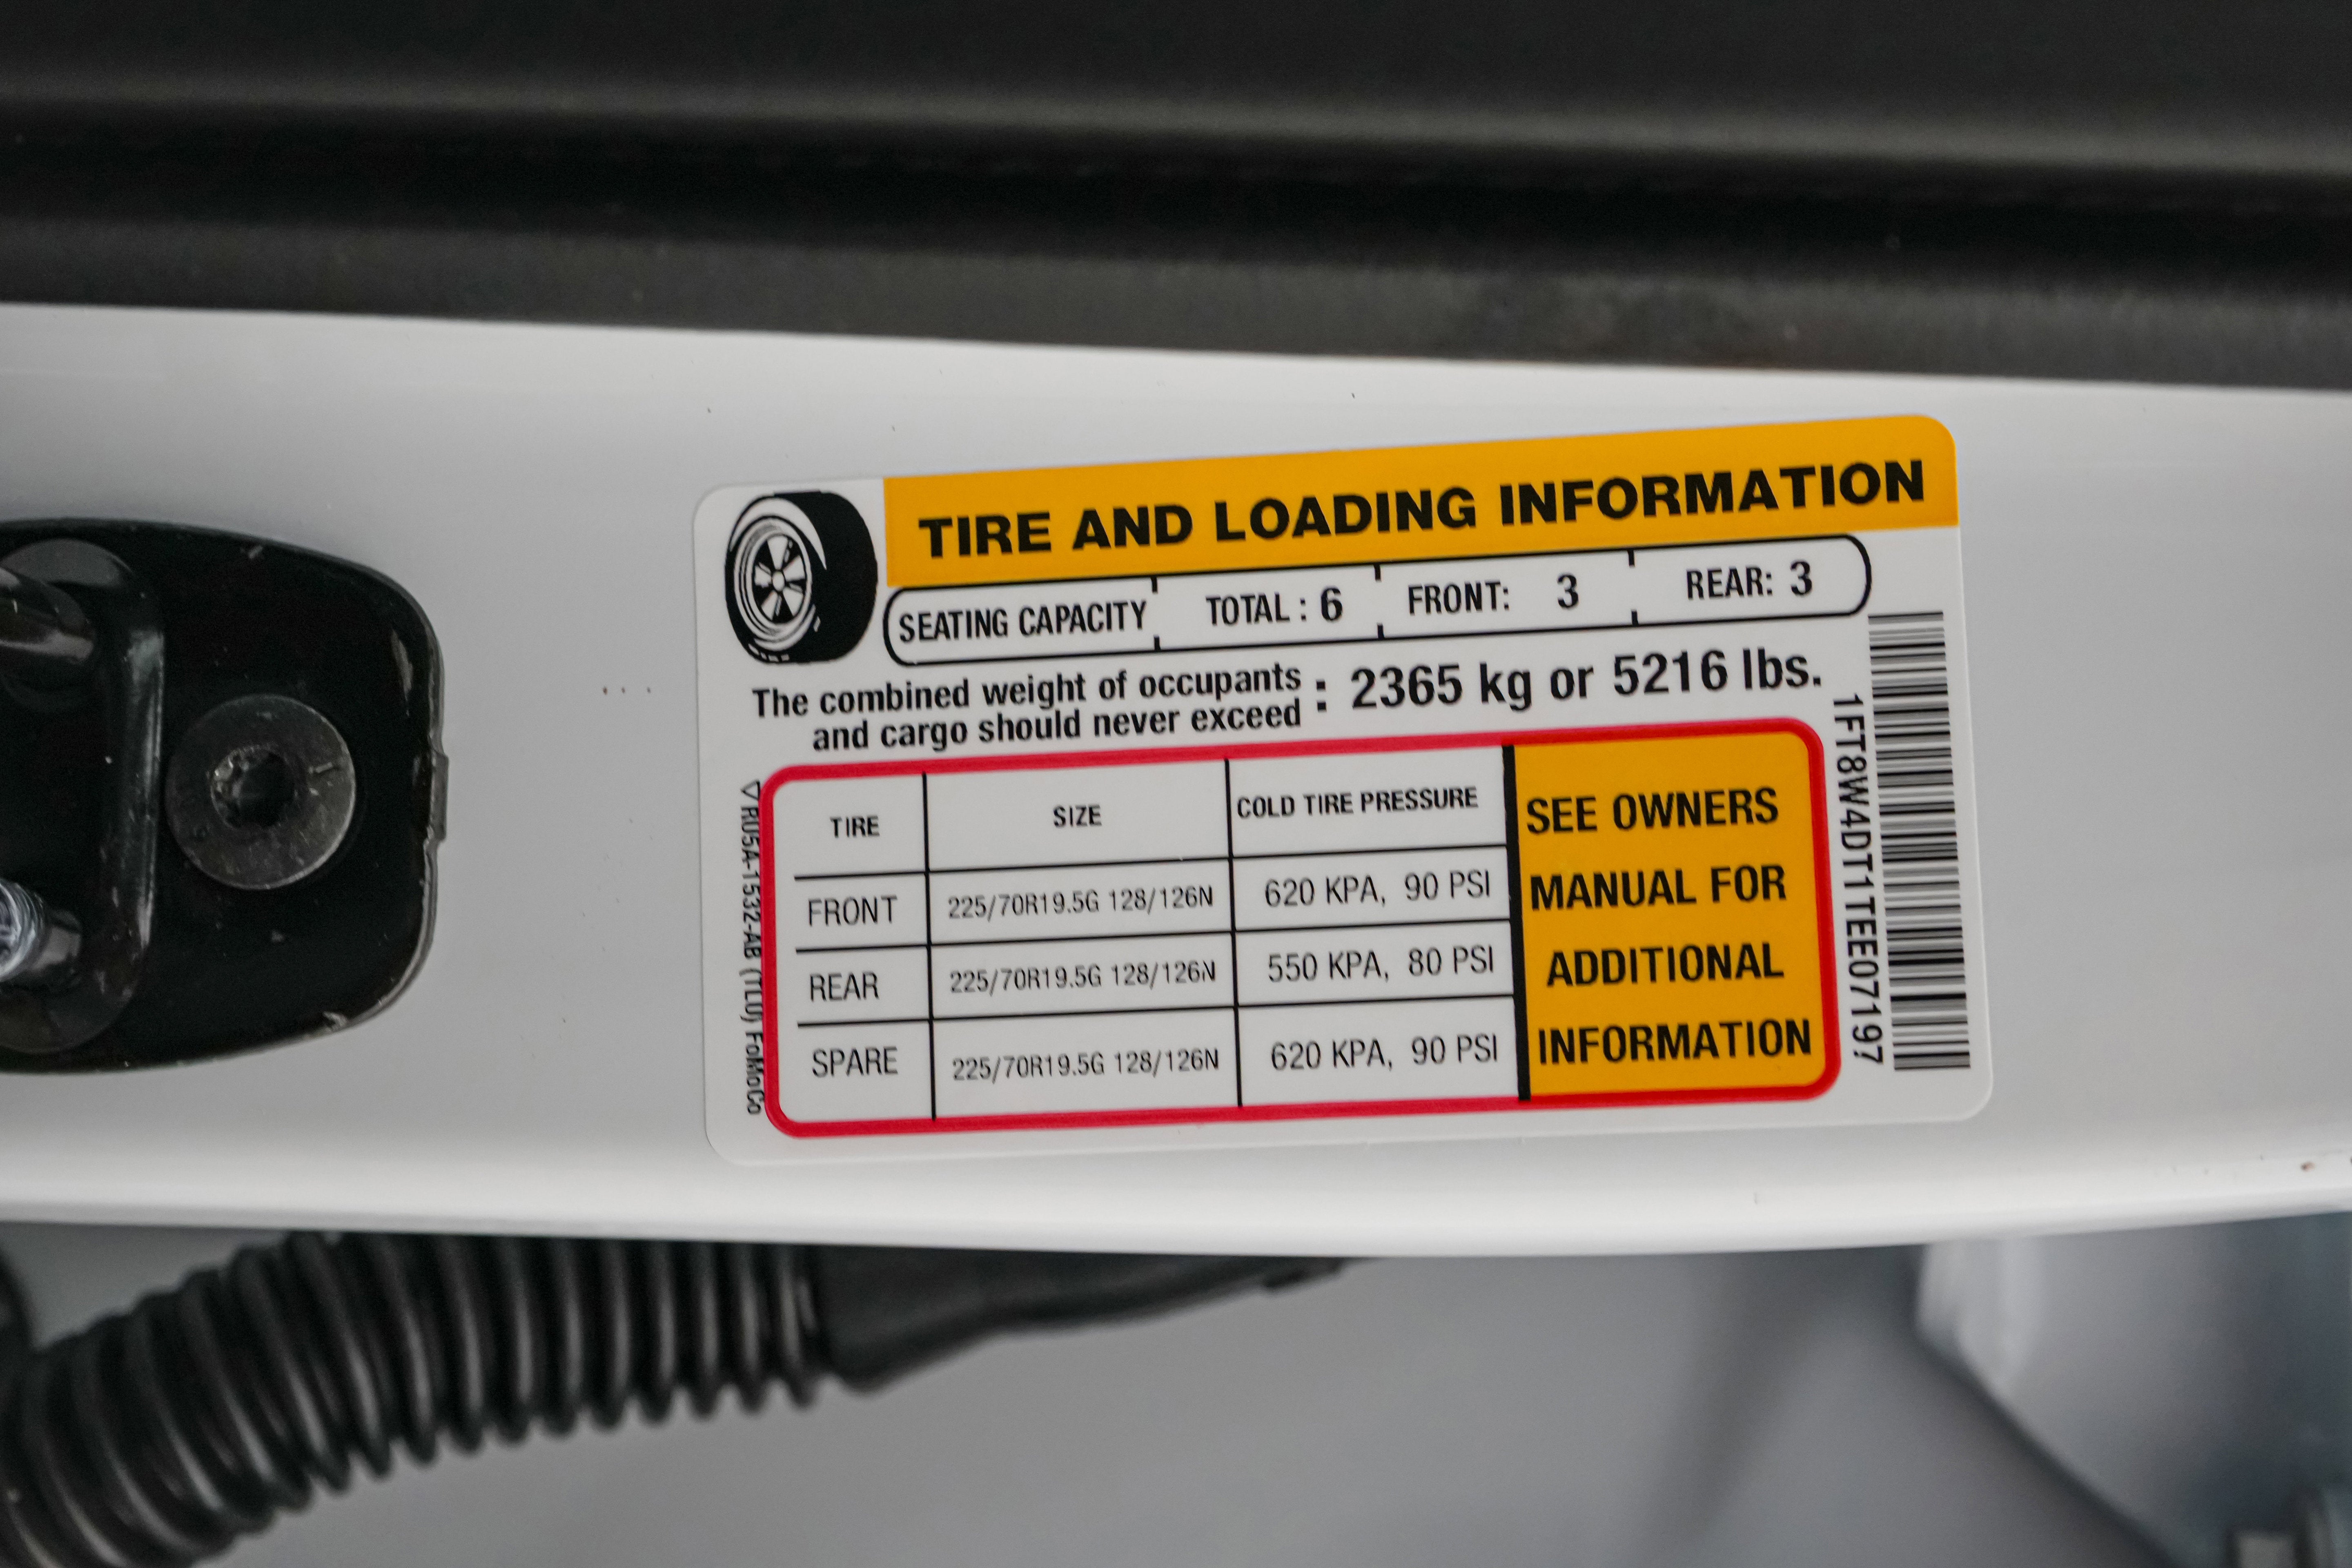 TIRE AND LOADING INFORMATION
SEATING CAPACITY TOTAL : 6 FRONT: 3 REAR: 3
The combined weight of occupants
and cargo should never exceed : 2365 kg or 5216 lbs.
TIRE SIZE COLD TIRE PRESSURE
FRONT 225/70R19.5G 128/126N 620 KPA, 90 PSI
REAR 225/70R19.5G 128/126N 550 KPA, 80 PSI
SPARE 225/70R19.5G 128/126N 620 KPA, 90 PSI
SEE OWNERS
MANUAL FOR
ADDITIONAL
INFORMATION
1FT8W4DT1TEE07197
▽RU5A-1532-AB (TLU) FoMoCo